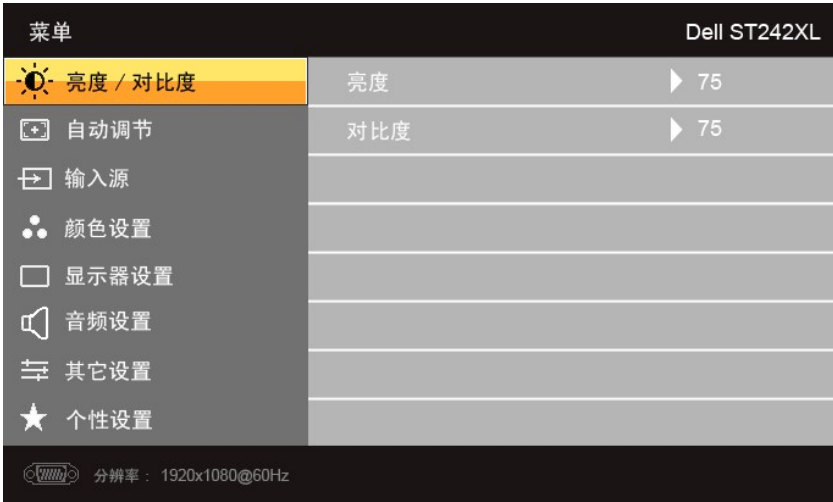 菜单 Dell ST242XL
亮度 / 对比度 亮度 75
自动调节 对比度 75
输入源
颜色设置
显示器设置
音频设置
其它设置
个性设置
分辨率： 1920x1080@60Hz